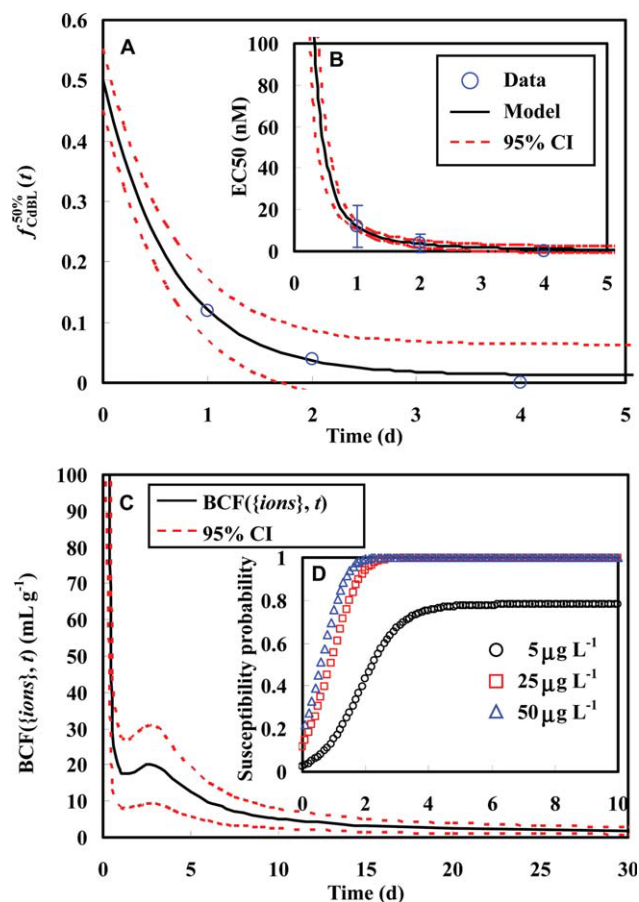 A
0.6
0.5
0.4
0.3
0.2
0.1
0
f CdBL 50% (t)
0 1 2 3 4 5
Time (d)
B
100
80
60
40
20
0
EC50 (nM)
0 1 2 3 4 5
Data
Model
95% CI
C
100
90
80
70
60
50
40
30
20
10
0
BCF({ions}, t) (mL g-1)
BCF({ions}, t)
95% CI
0 5 10 15 20 25 30
Time (d)
D
1
0.8
0.6
0.4
0.2
0
Susceptibility probability
5 μg L-1
25 μg L-1
50 μg L-1
0 2 4 6 8 10